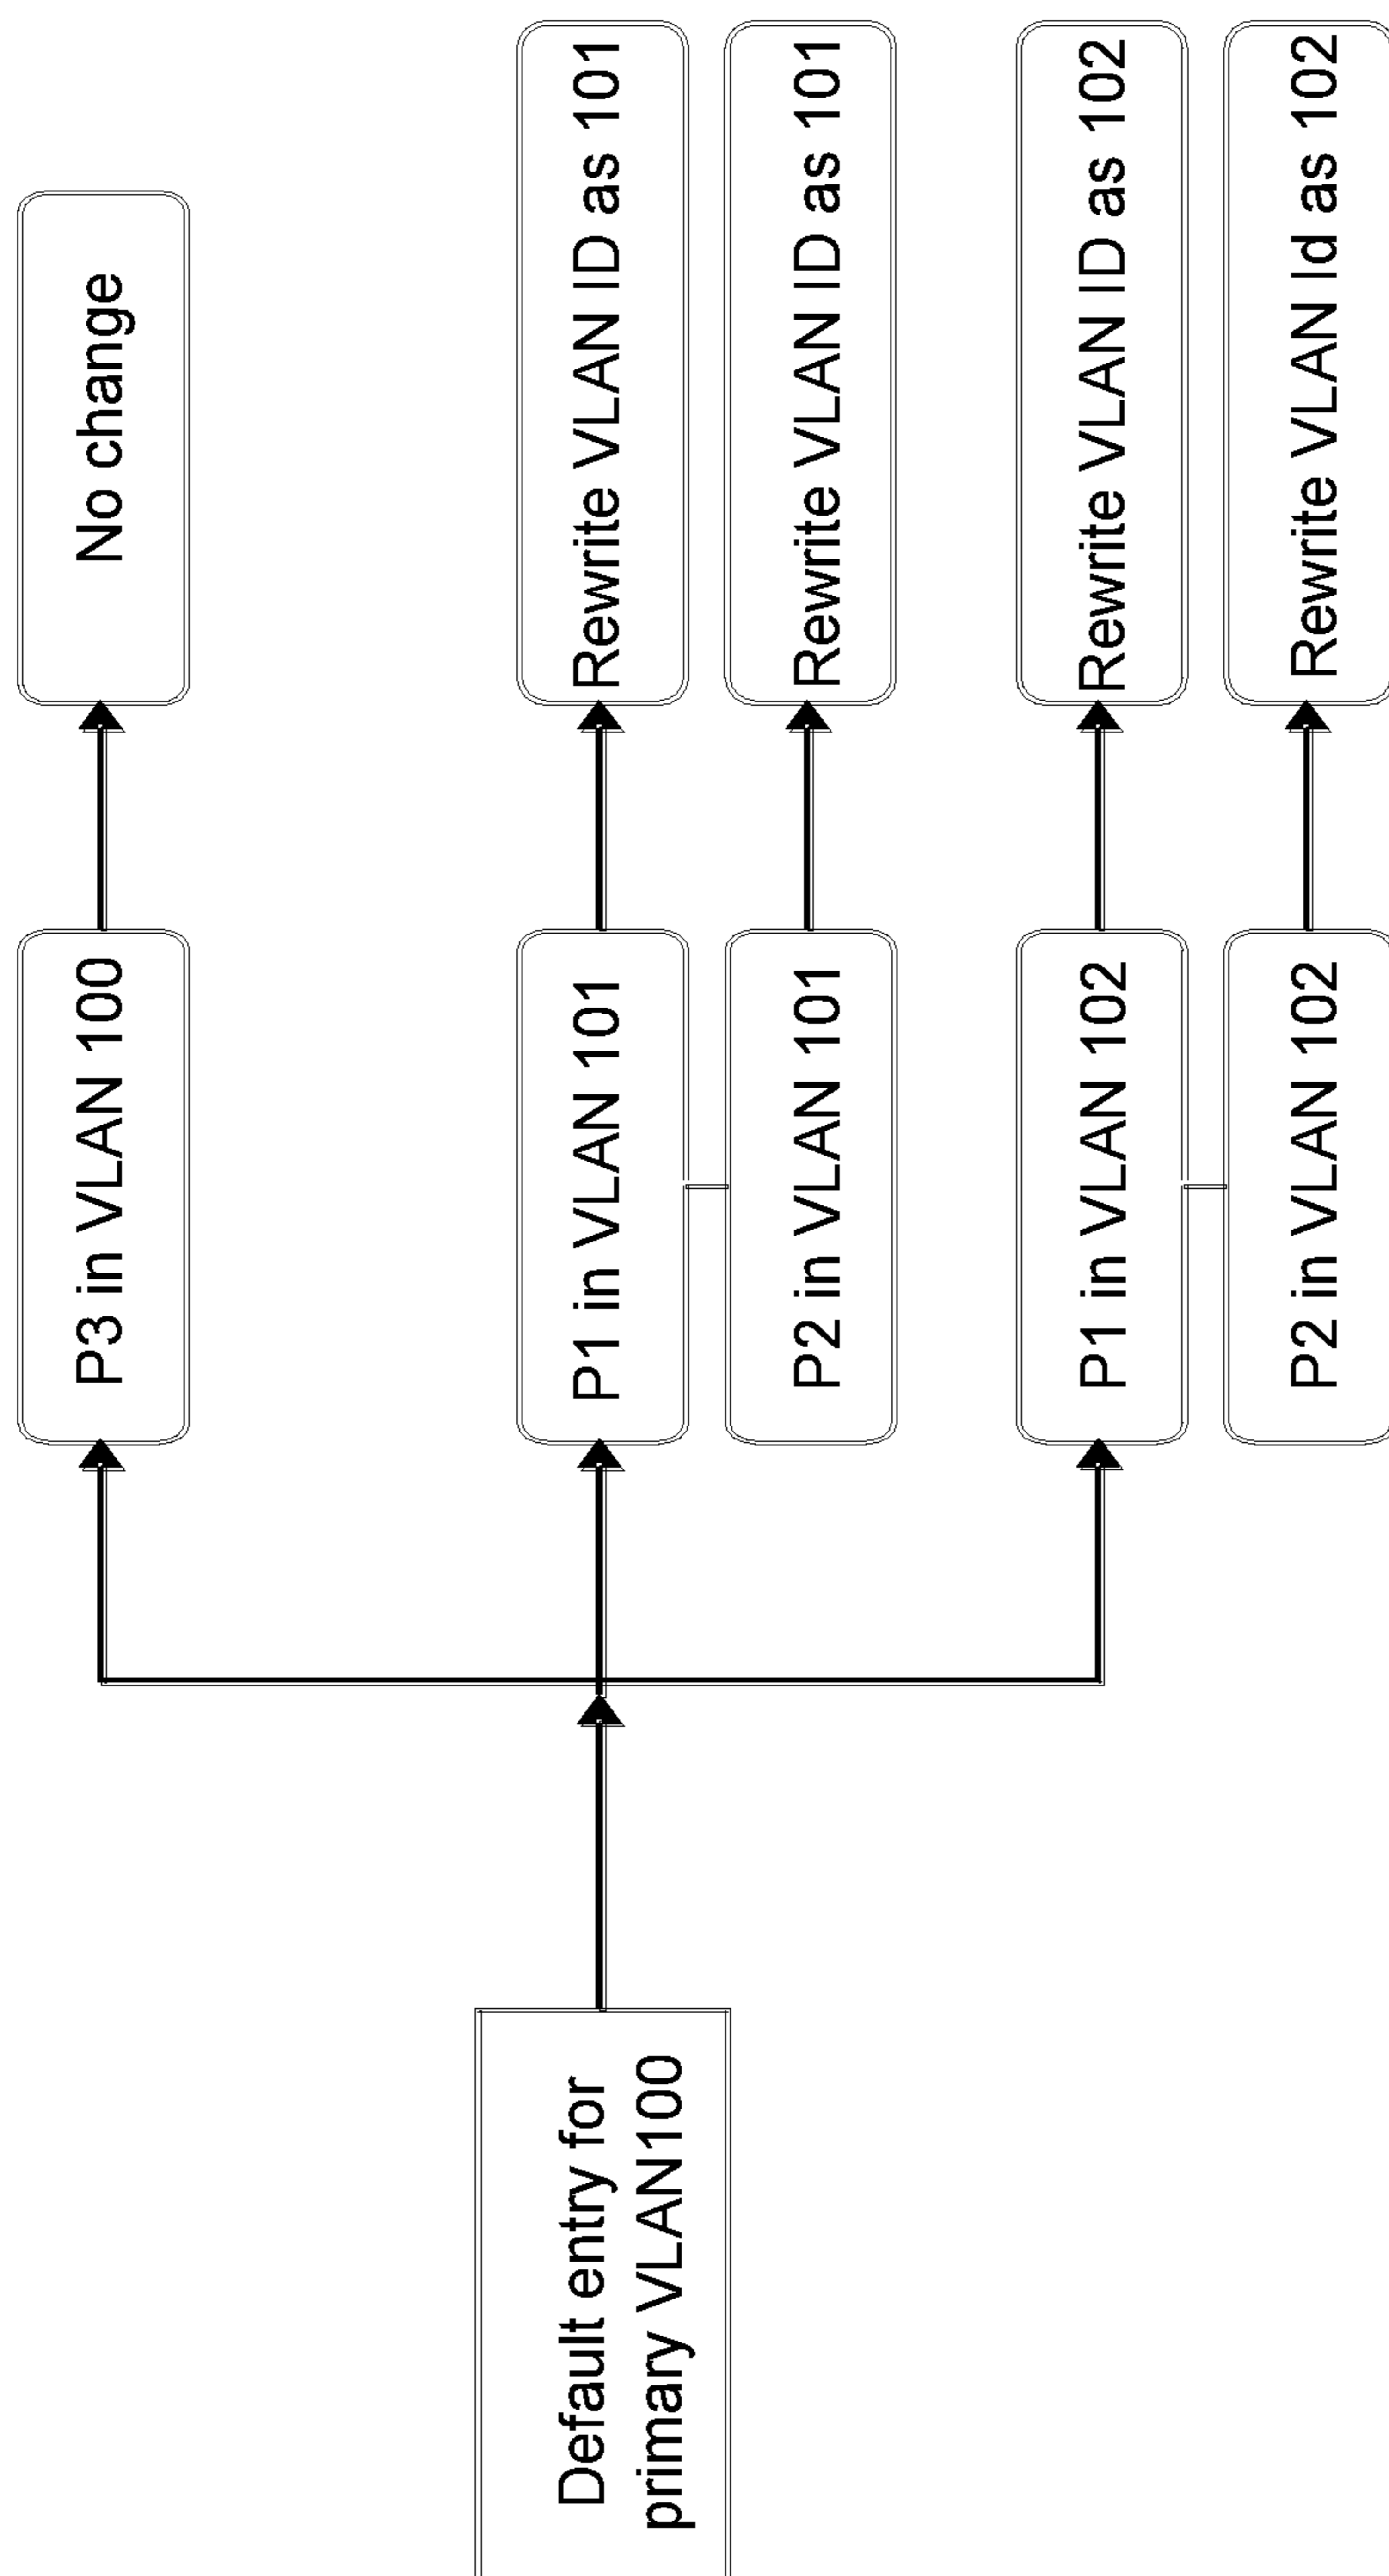 Default entry for
primary VLAN100
P3 in VLAN 100
No change
P1 in VLAN 101
Rewrite VLAN ID as 101
P2 in VLAN 101
Rewrite VLAN ID as 101
P1 in VLAN 102
Rewrite VLAN ID as 102
P2 in VLAN 102
Rewrite VLAN Id as 102